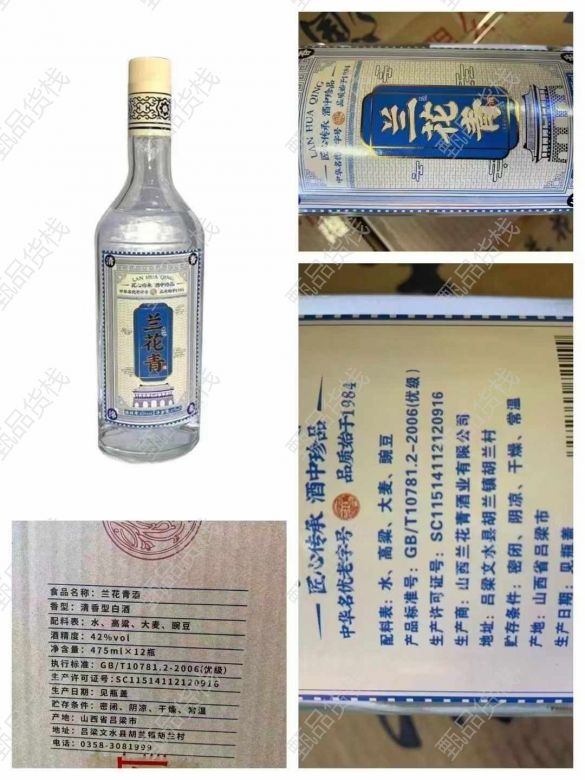 LAN HUA QING
匠心传承 酒中珍品
中华名优老字号 品质始于1984
兰花青
LAN HUA QING
匠心传承 酒中珍品
中华名优老字号 品质始于1984
兰花青
匠心传承 酒中珍品
中华名优老字号 品质始于1984
配料表：水、高粱、大麦、豌豆
产品标准号：GB/T10781.2-2006(优级)
生产许可证号：SC11514112120916
生产商：山西兰花青酒业有限公司
地址：吕梁文水县胡兰镇胡兰村
贮存条件：密闭、阴凉、干燥、常温
产地：山西省吕梁市
生产日期：见瓶普
食品名称：兰花青酒
香型：清香型白酒
配料表：水、高粱、大麦、豌豆
酒精度：42%vol
净含量：475ml×12瓶
执行标准：GB/T10781.2-2006(优级)
生产许可证号：SC11514112120916
生产日期：见瓶盖
贮存条件：密闭、阴凉、干燥、常温
产地：山西省吕梁市
地址：吕梁文水县胡兰镇胡兰村
电话：0358-3081999
甄品货栈